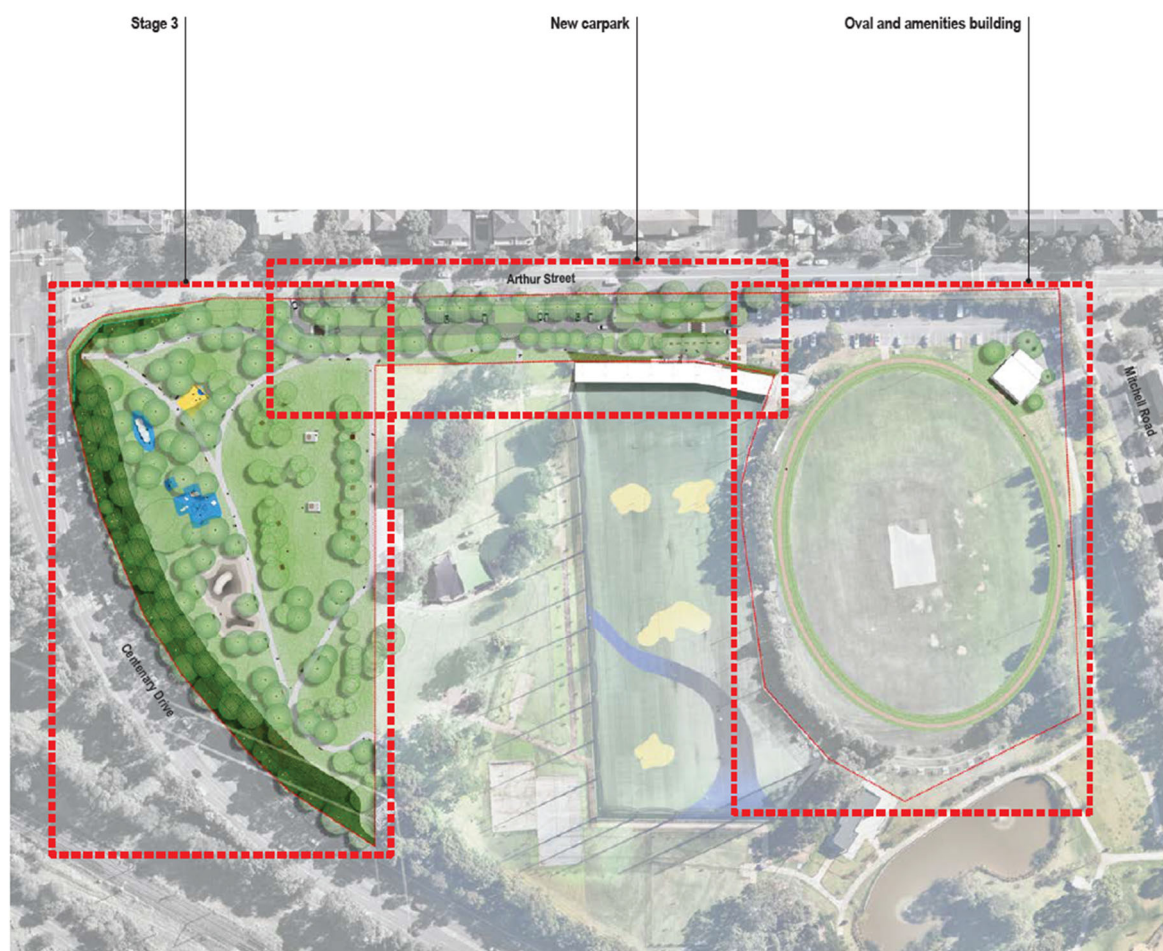 Stage 3
New carpark
Oval and amenities building
Arthur Street
Mitchell Road
Centenary Drive